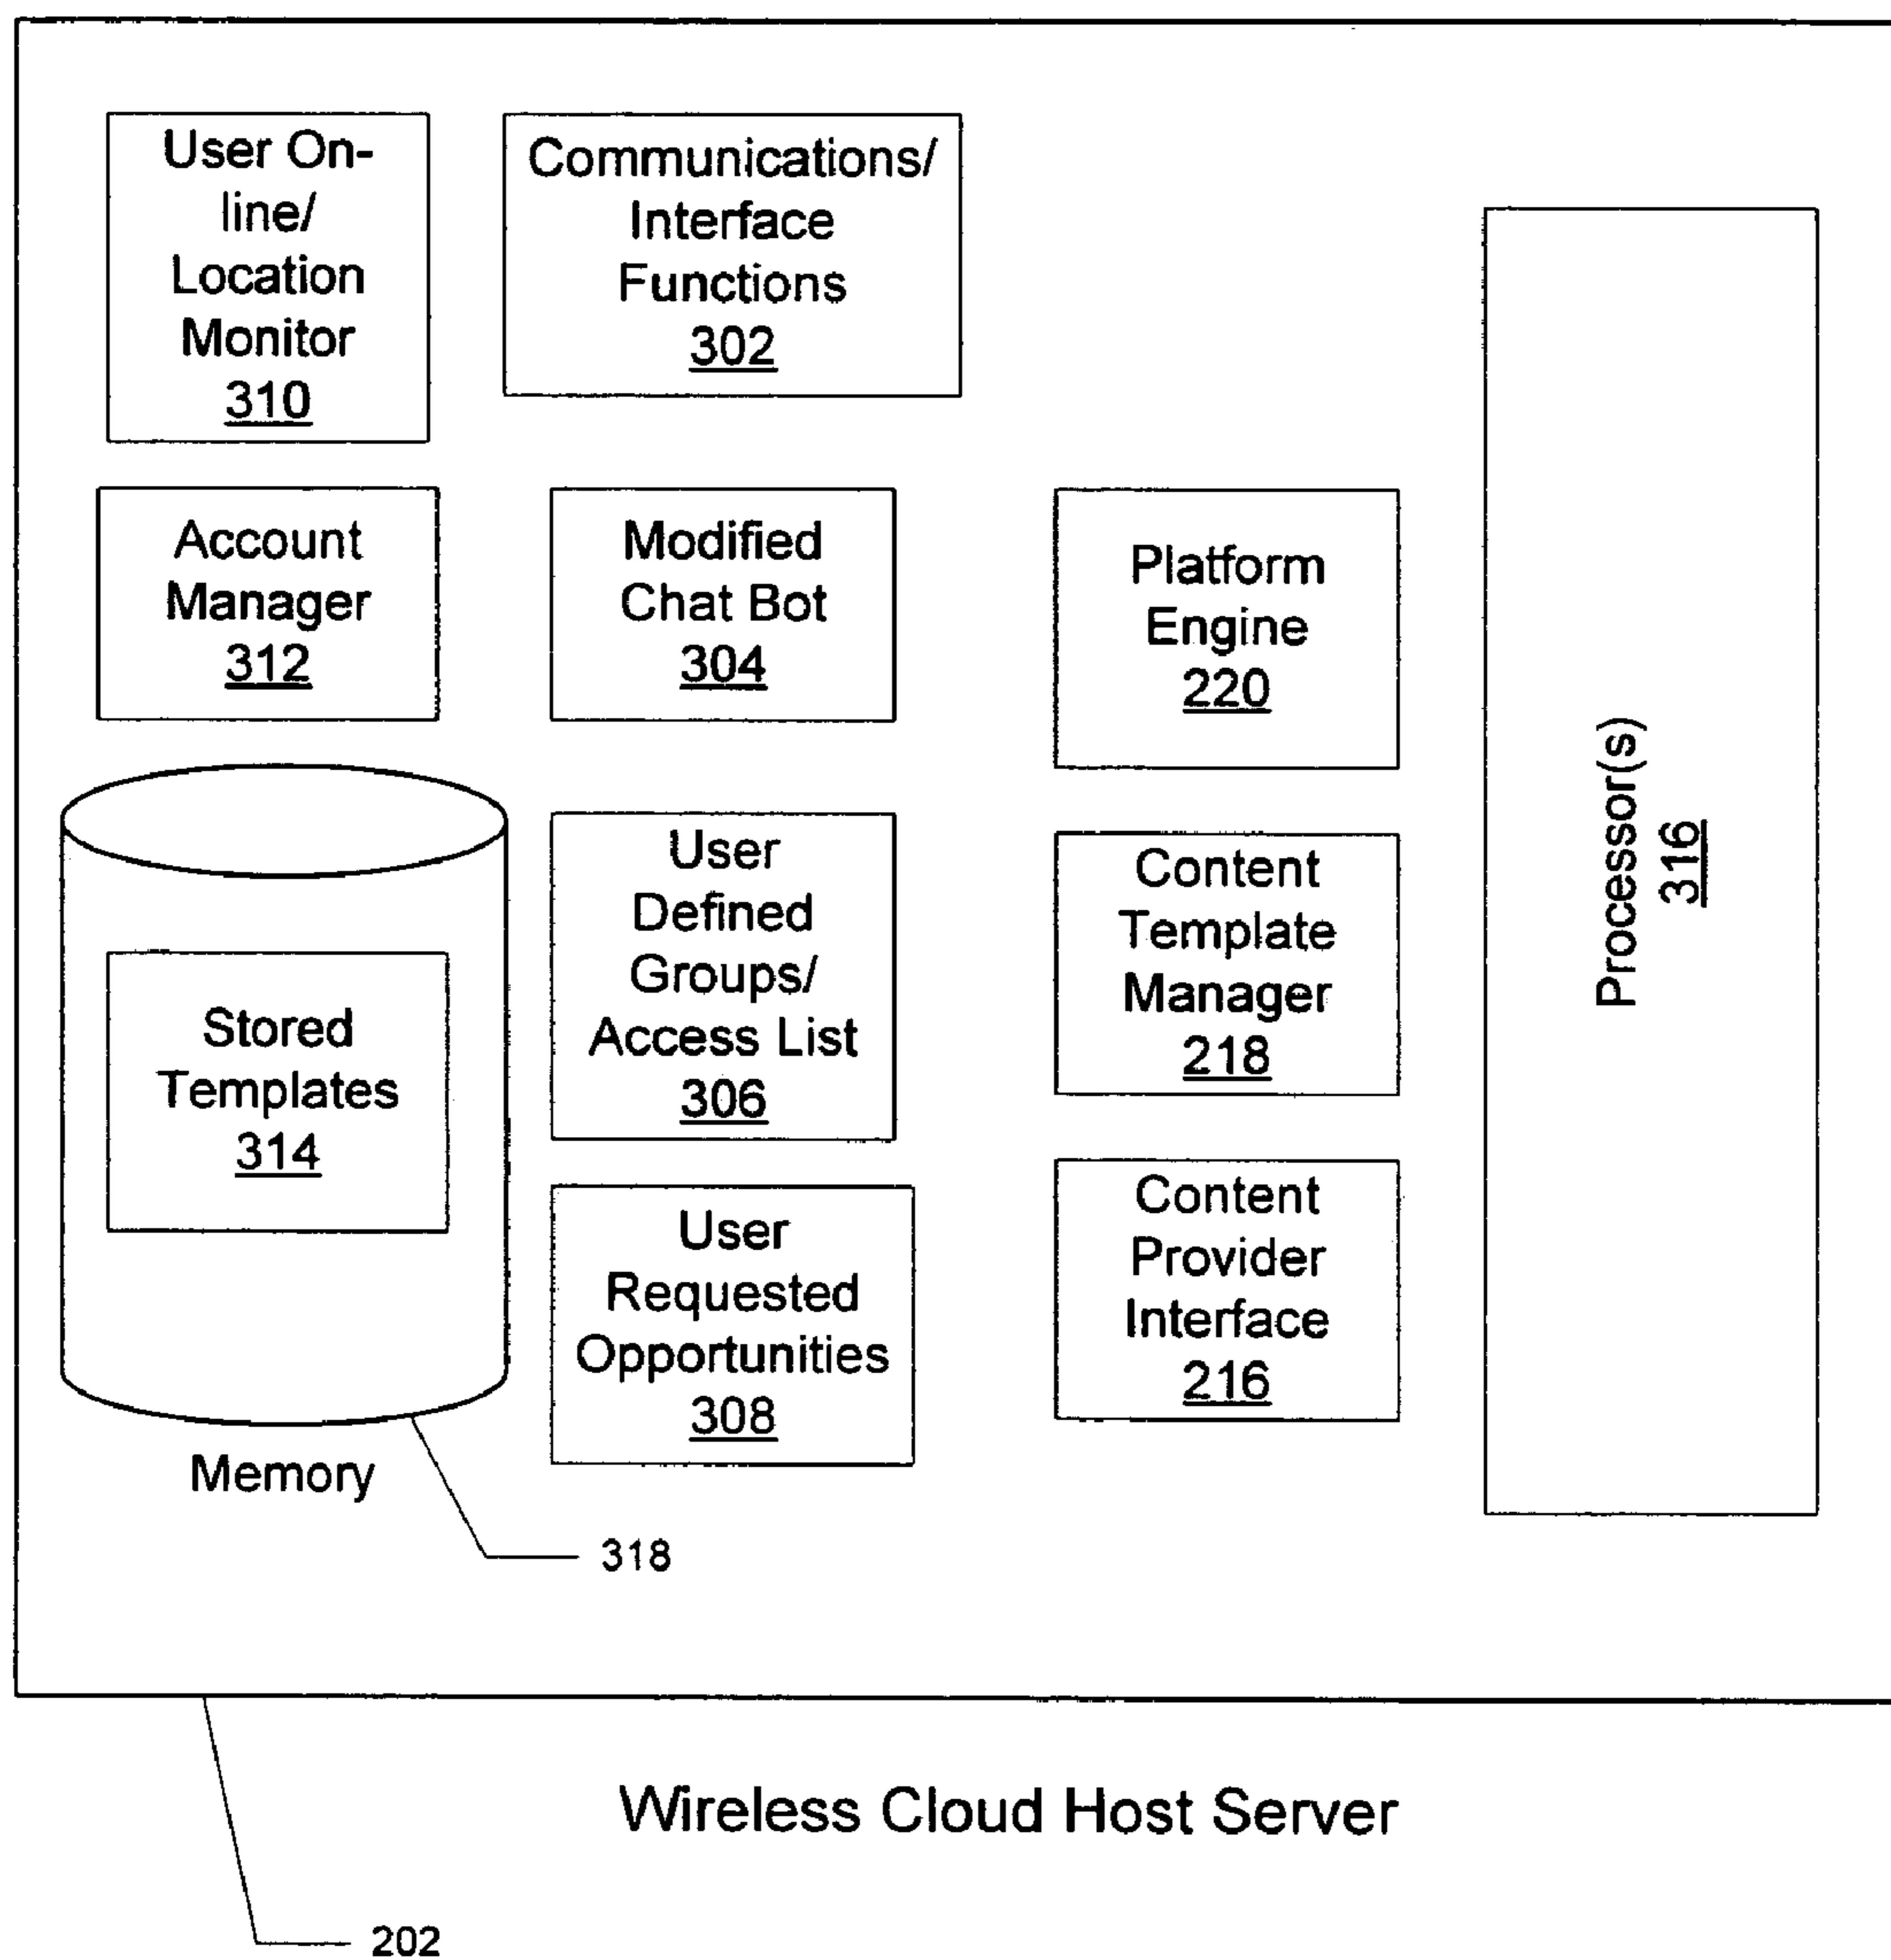 User On-
line/
Location
Monitor
310
Communications/
Interface
Functions
302
Account
Manager
312
Modified
Chat Bot
304
Platform
Engine
220
Processor(s)
316
Stored
Templates
314
Memory
318
User
Defined
Groups/
Access List
306
Content
Template
Manager
218
User
Requested
Opportunities
308
Content
Provider
Interface
216
Wireless Cloud Host Server
202